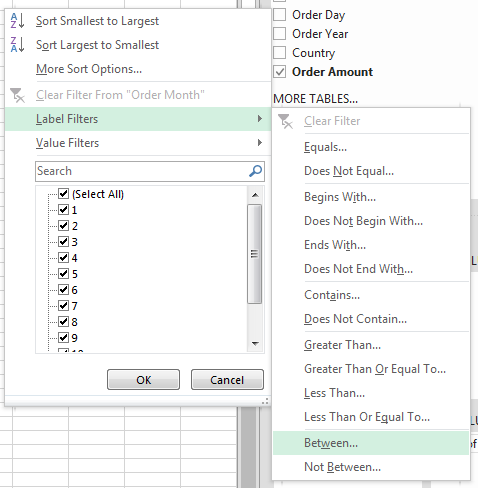 Sort Smallest to Largest
Sort Largest to Smallest
More Sort Options...
Clear Filter From "Order Month"
Label Filters
Value Filters
Search
(Select All)
1
2
3
4
5
6
7
8
9
OK
Cancel
Order Day
Order Year
Country
Order Amount
MORE TABLES...
Clear Filter
Equals...
Does Not Equal...
Begins With...
Does Not Begin With...
Ends With...
Does Not End With...
Contains...
Does Not Contain...
Greater Than...
Greater Than Or Equal To...
Less Than...
Less Than Or Equal To...
Between...
Not Between...